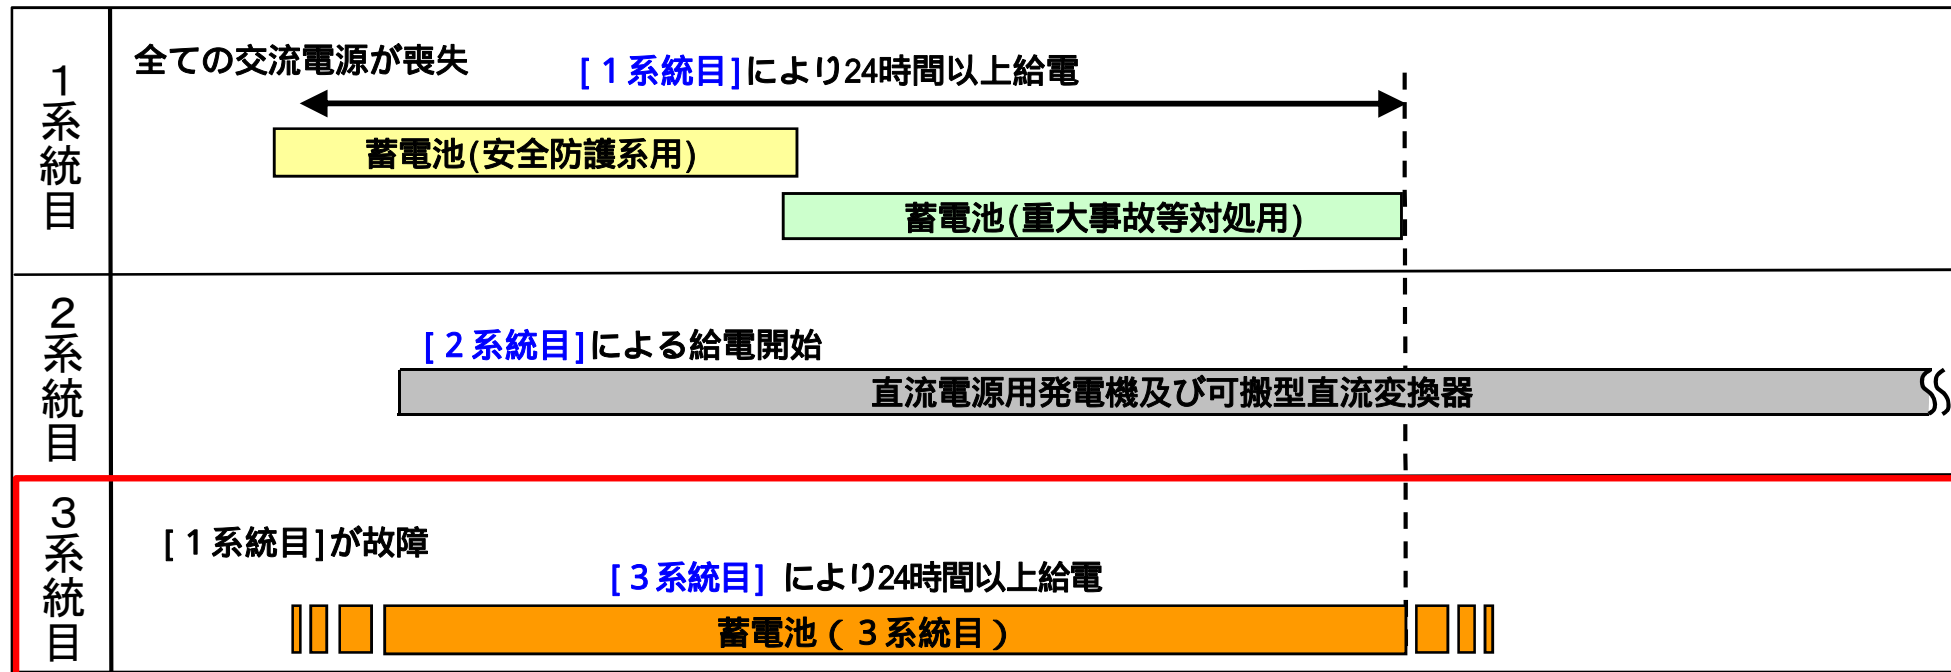 1系統目
全ての交流電源が喪失
[1系統目]により24時間以上給電
蓄電池(安全防護系用)
蓄電池(重大事故等対処用)
2系統目
[2系統目]による給電開始
直流電源用発電機及び可搬型直流変換器
3系統目
[1系統目]が故障
[3系統目] により24時間以上給電
蓄電池(3系統目)